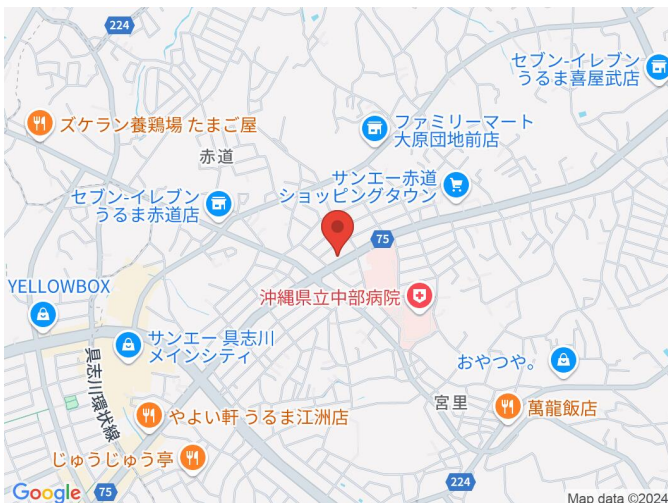 224
セブン-イレブン
うるま喜屋武店
ズケラン養鶏場 たまご屋
ファミリーマート
大原団地前店
赤道
サンエー赤道
ショッピングタウン
セブン-イレブン
うるま赤道店
75
沖縄県立中部病院
YELLOWBOX
サンエー 具志川
メインシティ
おやつや。
具志川環状線
宮里
萬龍飯店
やよい軒 うるま江洲店
じゅうじゅう亭
224
Google
75
Map data ©2024